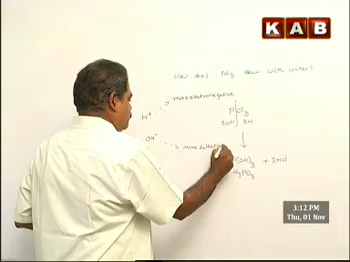 KAB
How does PCl3 react with water?
H+ → more electronegative
PCl3
3OH 3H
OH-
→ more electro
(OH)3 + 3HCl
H3PO3
3:12 PM
Thu, 01 Nov